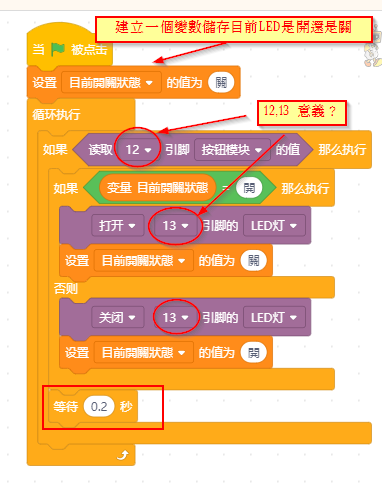 建立一個變數儲存目前LED是開還是關
当 被点击
设置 目前開關狀態 的值为 關
循环执行
12,13 意義？
如果 读取 12 引脚 按钮模块 的值 那么执行
如果 变量 目前開關狀態 = 開 那么执行
打开 13 引脚的 LED灯
设置 目前開關狀態 的值为 開
否则
关闭 13 引脚的 LED灯
设置 目前開關狀態 的值为 開
等待 0.2 秒